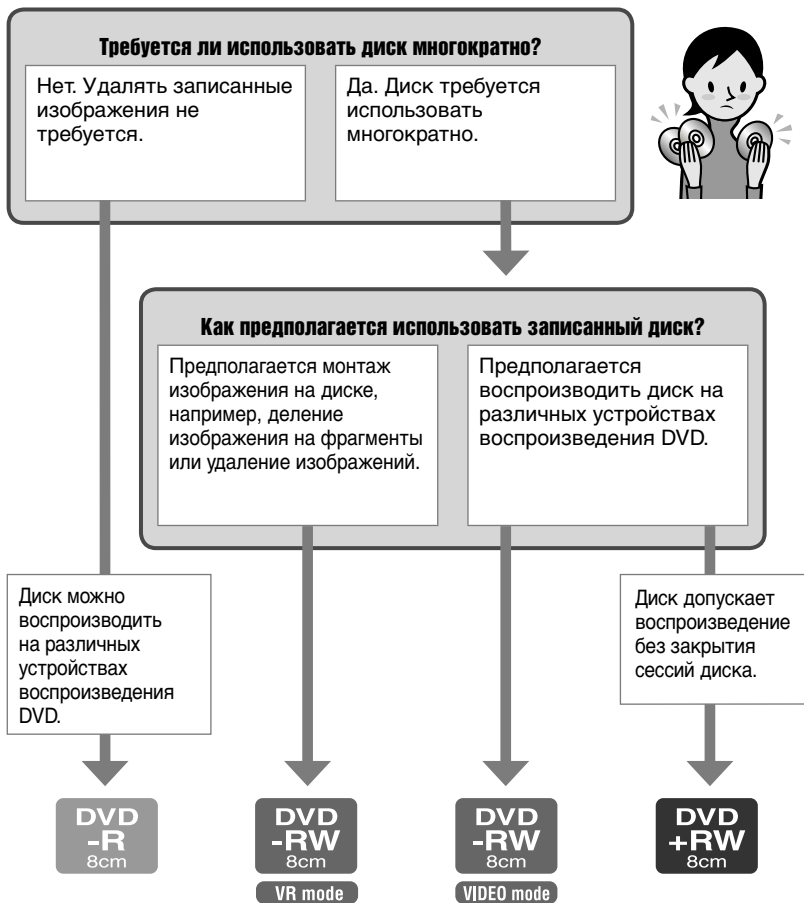 Требуется ли использовать диск многократно?
Нет. Удалять записанные
изображения не
требуется.
Да. Диск требуется
использовать
многократно.
Как предполагается использовать записанный диск?
Предполагается монтаж
изображения на диске,
например, деление
изображения на фрагменты
или удаление изображений.
Предполагается
воспроизводить диск на
различных устройствах
воспроизведения DVD.
Диск можно
воспроизводить
на различных
устройствах
воспроизведения
DVD.
Диск допускает
воспроизведение
без закрытия
сессий диска.
DVD
-R
8cm
DVD
-RW
8cm
VR mode
DVD
-RW
8cm
VIDEO mode
DVD
+RW
8cm